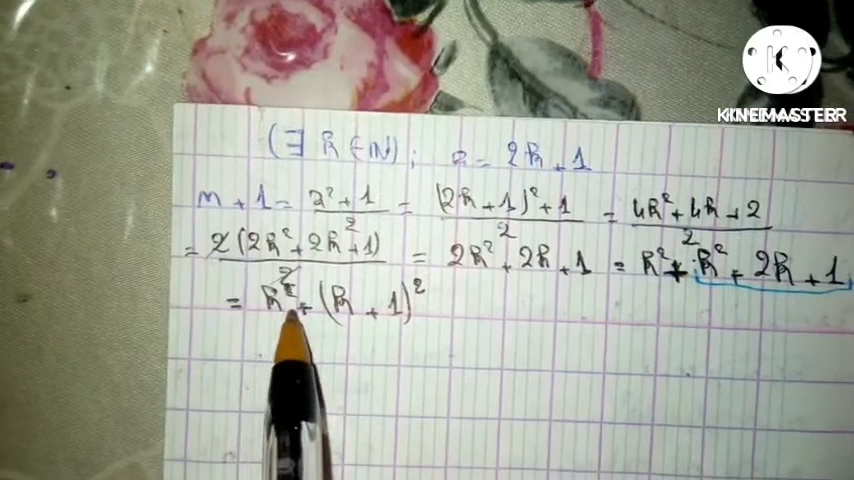 KINEMASTER
(∃ k ∈ ℕ); a = 2k + 1
n + 1 = (a² + 1)/2 = ((2k + 1)² + 1)/2 = (4k² + 4k + 2)/2
= 2(2k² + 2k + 1)/2 = 2k² + 2k + 1 = k² + k² + 2k + 1
= k² + (k + 1)²